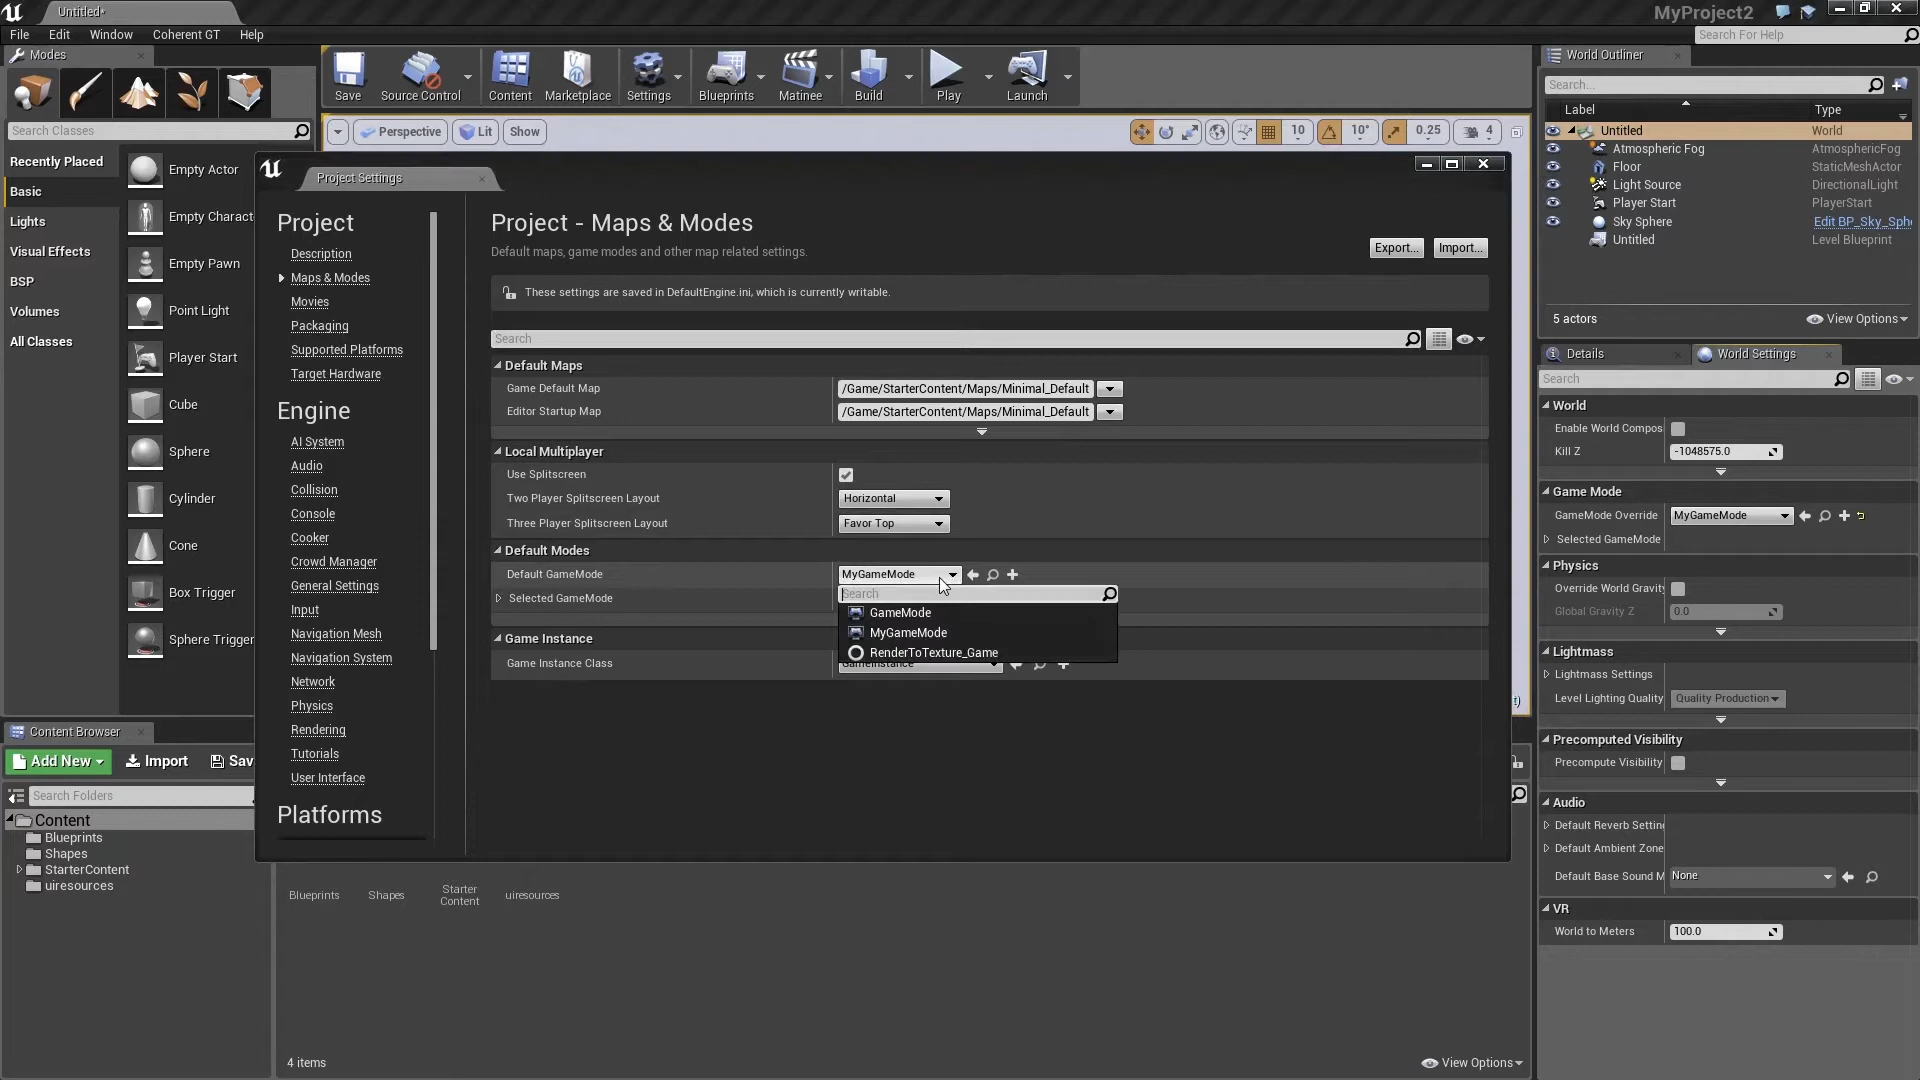 Untitled*
MyProject2
File Edit Window Coherent GT Help
Search For Help
Modes
Save
Source Control
Content
Marketplace
Settings
Blueprints
Matinee
Build
Play
Launch
World Outliner
Search...
Label Type
Search Classes
Perspective
Lit
Show
10
10°
0.25
4
Untitled World
Atmospheric Fog AtmosphericFog
Floor StaticMeshActor
Light Source DirectionalLight
Player Start PlayerStart
Sky Sphere Edit BP_Sky_Sph
Untitled Level Blueprint
5 actors
View Options
Recently Placed
Basic
Lights
Visual Effects
BSP
Volumes
All Classes
Empty Actor
Empty Charact
Empty Pawn
Point Light
Player Start
Cube
Sphere
Cylinder
Cone
Box Trigger
Sphere Trigger
Project Settings
Project
Description
Maps & Modes
Movies
Packaging
Supported Platforms
Target Hardware
Engine
AI System
Audio
Collision
Console
Cooker
Crowd Manager
General Settings
Input
Navigation Mesh
Navigation System
Network
Physics
Rendering
Tutorials
User Interface
Platforms
Project - Maps & Modes
Default maps, game modes and other map related settings.
Export...
Import...
These settings are saved in DefaultEngine.ini, which is currently writable.
Search
Default Maps
Game Default Map /Game/StarterContent/Maps/Minimal_Default
Editor Startup Map /Game/StarterContent/Maps/Minimal_Default
Local Multiplayer
Use Splitscreen
Two Player Splitscreen Layout Horizontal
Three Player Splitscreen Layout Favor Top
Default Modes
Default GameMode MyGameMode
Search
Selected GameMode
GameMode
MyGameMode
RenderToTexture_Game
Game Instance
Game Instance Class GameInstance
Details
World Settings
Search
World
Enable World Compos
Kill Z -1048575.0
Game Mode
GameMode Override MyGameMode
Selected GameMode
Physics
Override World Gravit
Global Gravity Z 0.0
Lightmass
Lightmass Settings
Level Lighting Quality Quality Production
Precomputed Visibility
Precompute Visibility
Audio
Default Reverb Settin
Default Ambient Zone
Default Base Sound M None
VR
World to Meters 100.0
Content Browser
Add New
Import
Sav
Search Folders
Content
Blueprints
Shapes
StarterContent
uiresources
Blueprints
Shapes
Starter
Content
uiresources
4 items
View Options